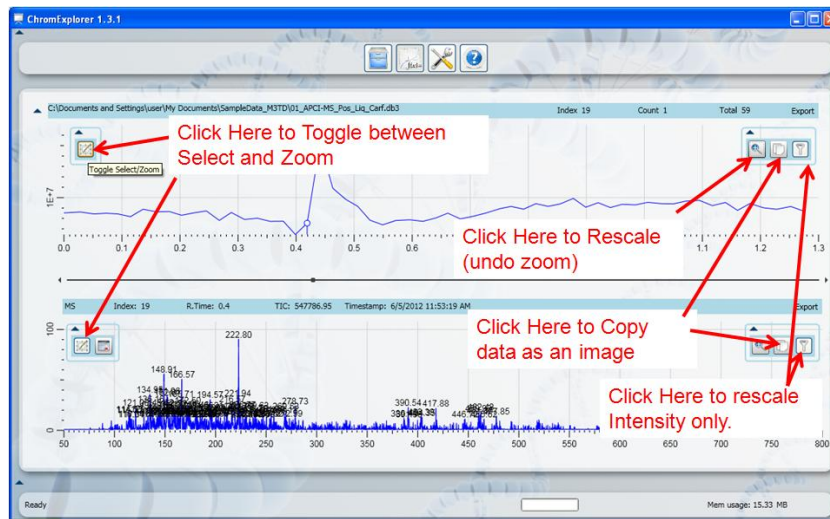 ChromExplorer 1.3.1
C:\Documents and Settings\user\My Documents\SampleData_M3TD\01_APCI-MS_Pos_Liq_Carf.db3 Index 19 Count 1 Total 59 Export
Click Here to Toggle between
Select and Zoom
Toggle Select/Zoom
1E+7
Click Here to Rescale
(undo zoom)
0.0 0.1 0.2 0.3 0.4 0.5 0.6 1.1 1.2 1.3
MS Index: 19 R.Time: 0.4 TIC: 547786.95 Timestamp: 6/5/2012 11:53:19 AM Export
Click Here to Copy
data as an image
100
222.80
148.91
166.57
278.73
390.54 417.88
Click Here to rescale
Intensity only.
0
50 100 150 200 250 300 350 400 450 500 550 600 650 700 750 800
Ready Mem usage: 15.33 MB